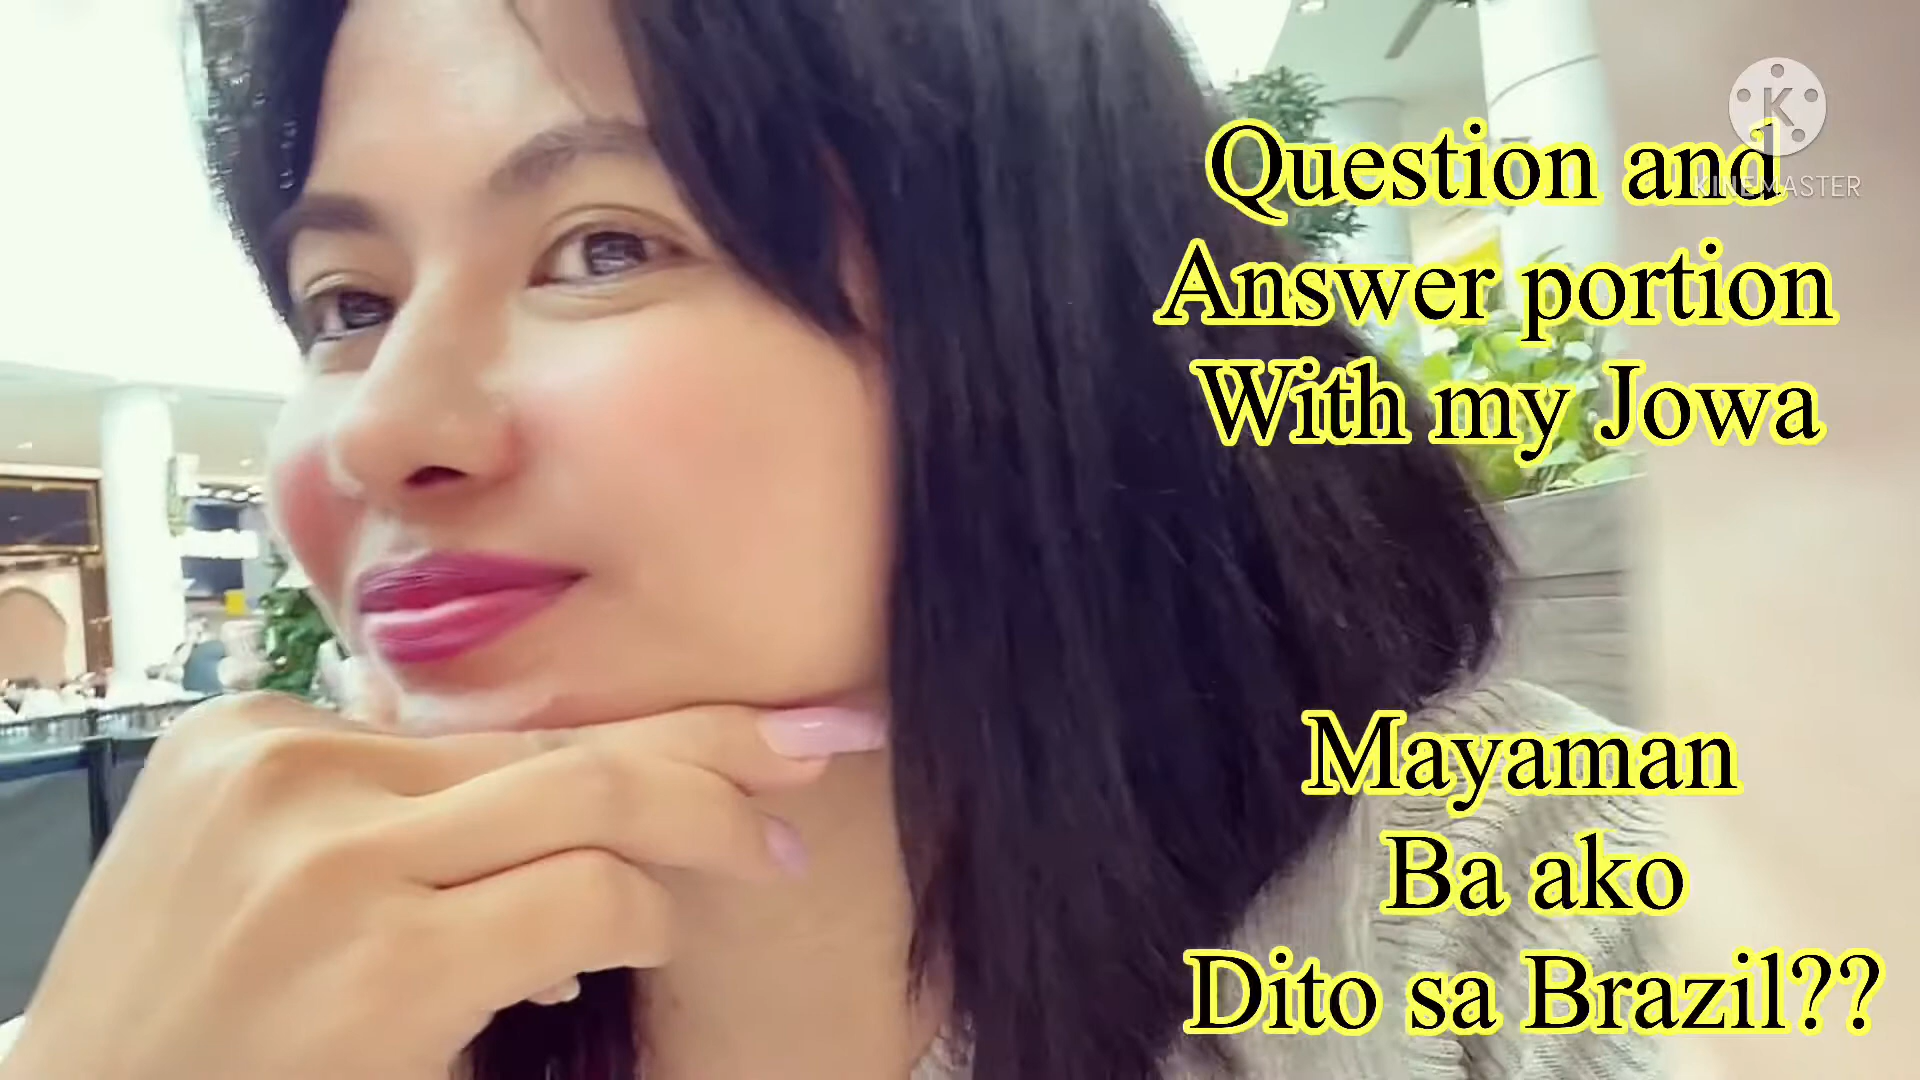 Question and
KINEMASTER
Answer portion
With my Jowa
Mayaman
Ba ako
Dito sa Brazil??